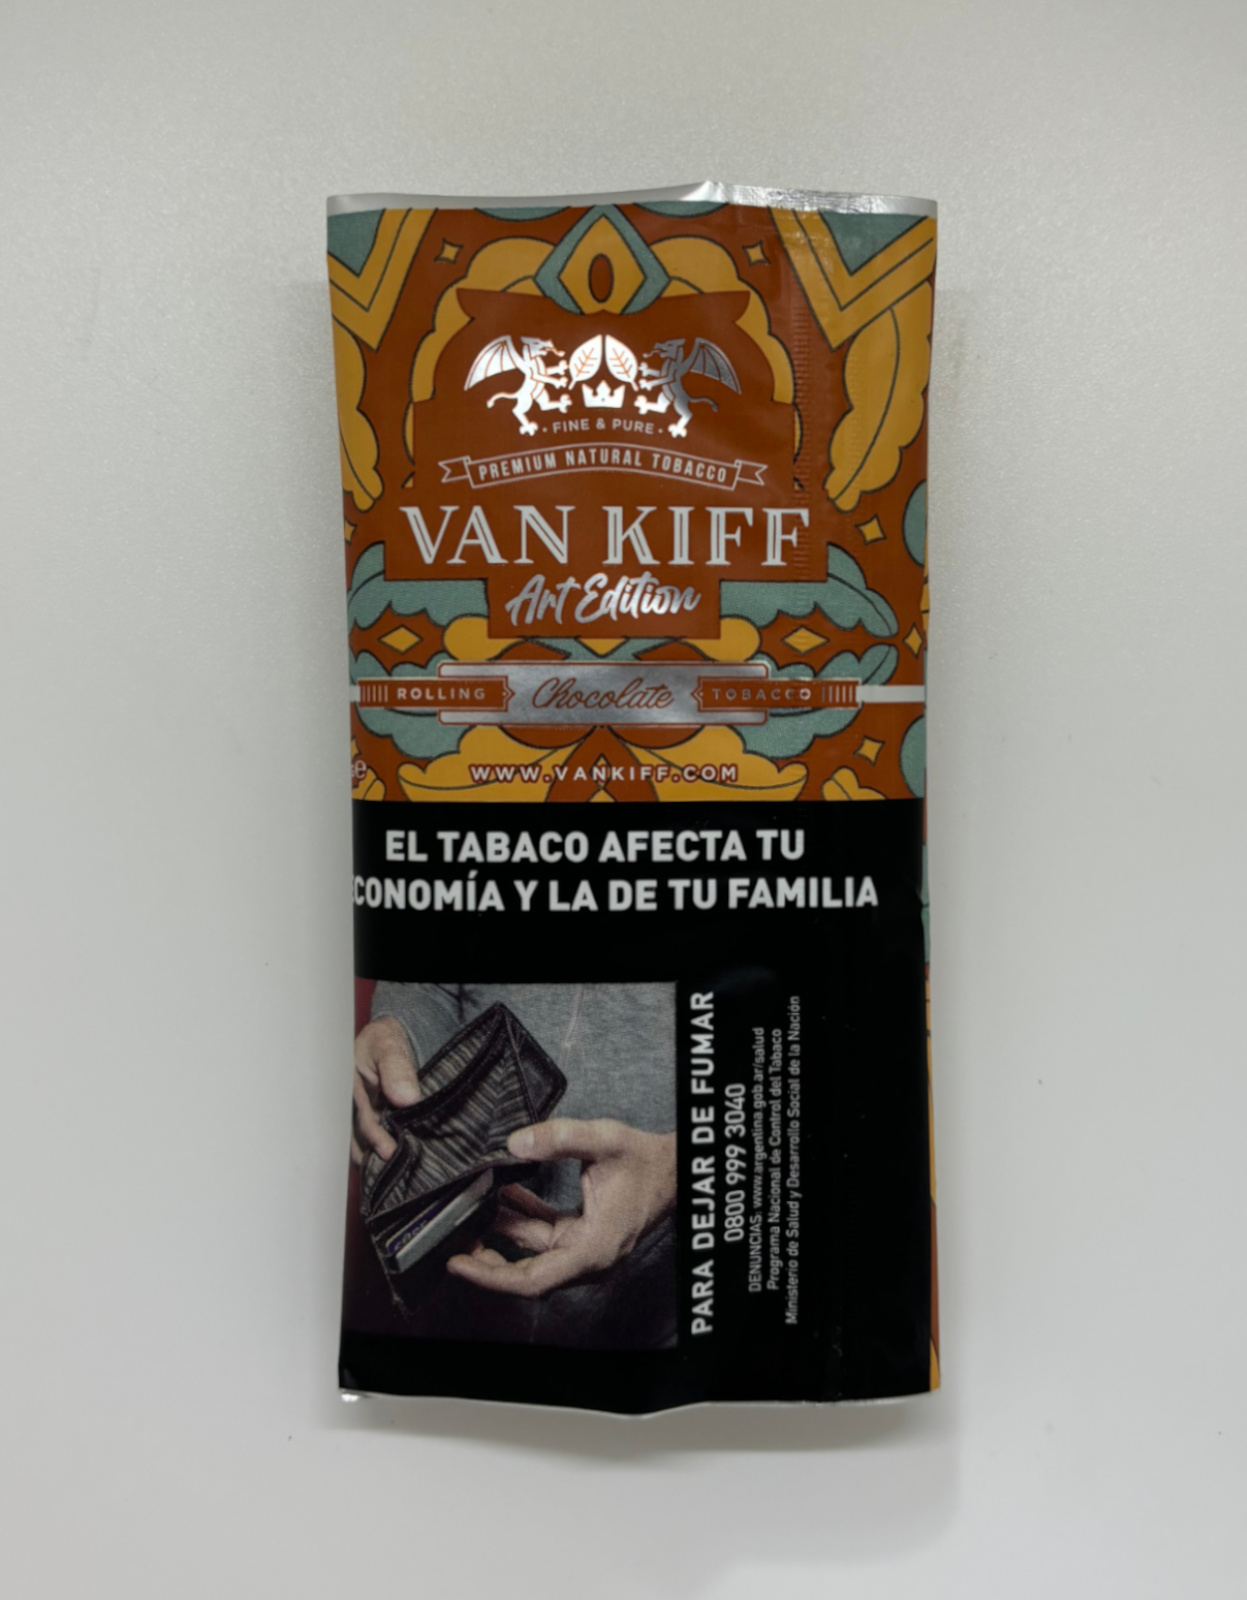 · FINE & PURE ·
PREMIUM NATURAL TOBACCO
VAN KIFF
Art Edition
ROLLING Chocolate TOBACCO
WWW.VANKIFF.COM
EL TABACO AFECTA TU
ECONOMÍA Y LA DE TU FAMILIA
PARA DEJAR DE FUMAR
0800 999 3040
DENUNCIAS: www.argentina.gob.ar/salud
Programa Nacional de Control del Tabaco
Ministerio de Salud y Desarrollo Social de la Nación